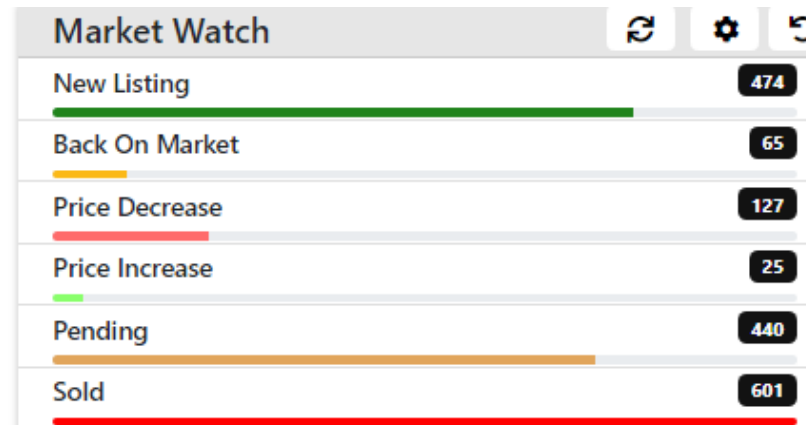 Market Watch
New Listing 474
Back On Market 65
Price Decrease 127
Price Increase 25
Pending 440
Sold 601